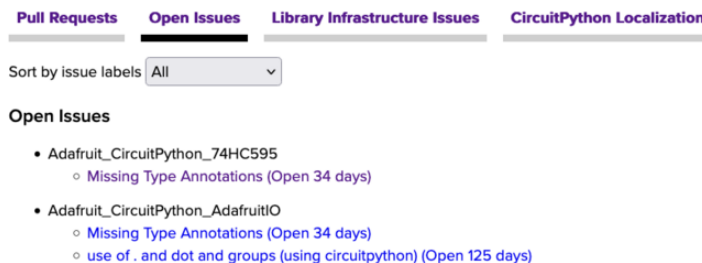 Pull Requests Open Issues Library Infrastructure Issues CircuitPython Localization
Sort by issue labels All
Open Issues
Adafruit_CircuitPython_74HC595
Missing Type Annotations (Open 34 days)
Adafruit_CircuitPython_AdafruitIO
Missing Type Annotations (Open 34 days)
use of . and dot and groups (using circuitpython) (Open 125 days)